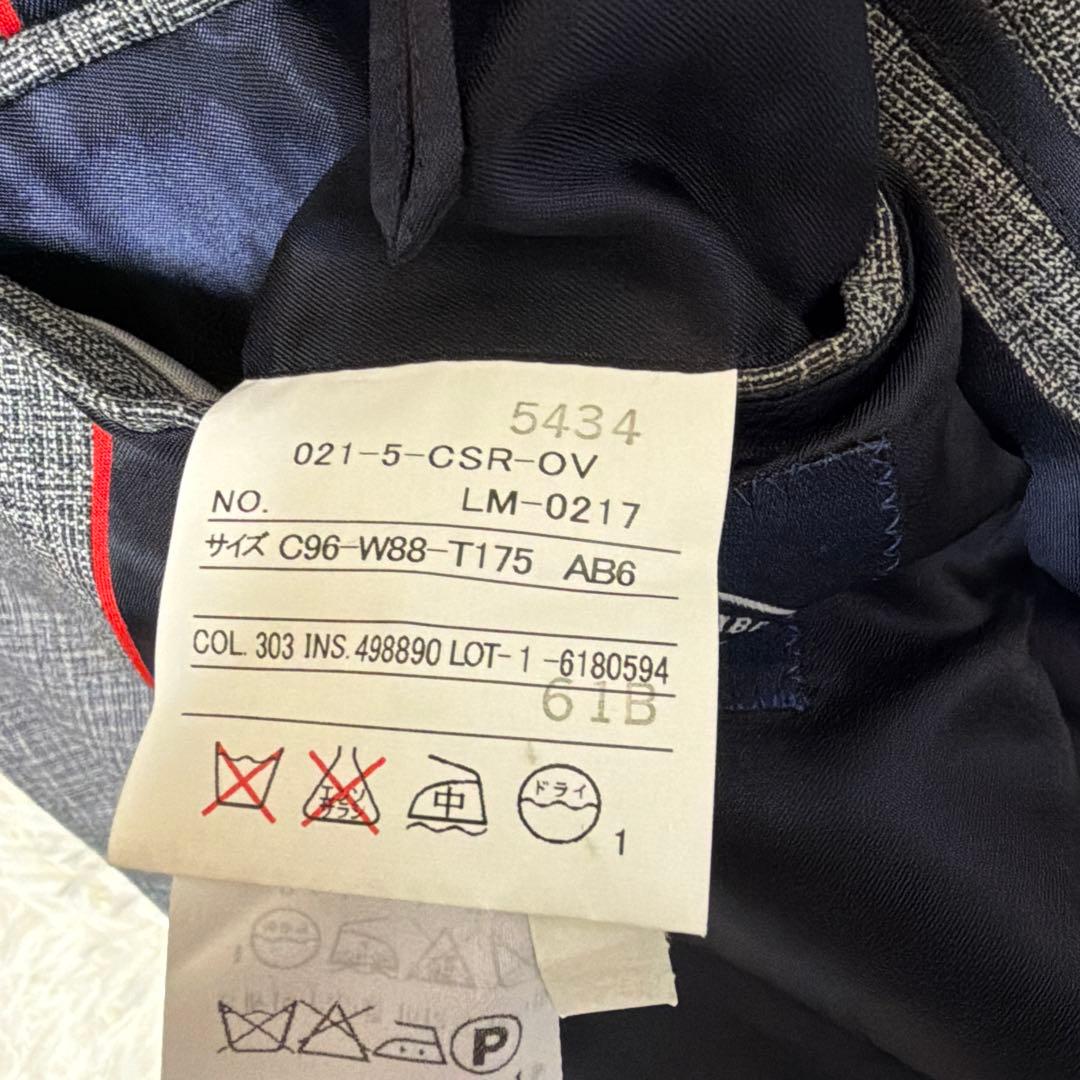 5434
021-5-CSR-OV
NO. LM-0217
サイズ C96-W88-T175 AB6
COL. 303 INS. 498890 LOT-1-6180594
61B
エンソ
サラシ
中
ドライ
1
P